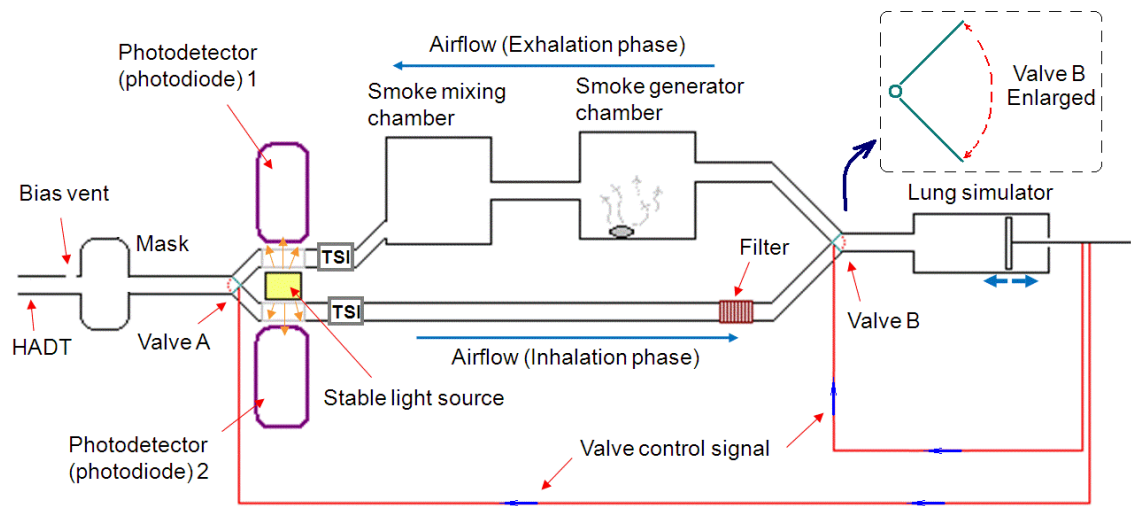 Photodetector
(photodiode) 1
Airflow (Exhalation phase)
Smoke mixing
chamber
Smoke generator
chamber
Valve B
Enlarged
Bias vent
Mask
Lung simulator
TSI
Filter
HADT
Valve A
TSI
Valve B
Airflow (Inhalation phase)
Stable light source
Photodetector
(photodiode) 2
Valve control signal